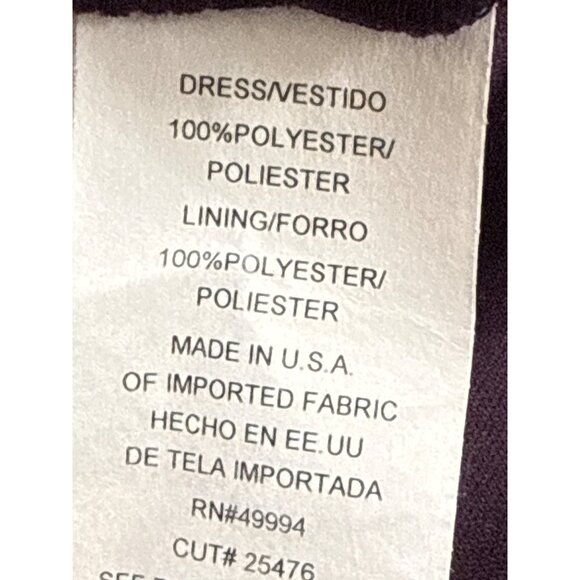 DRESS/VESTIDO
100%POLYESTER/
POLIESTER
LINING/FORRO
100%POLYESTER/
POLIESTER
MADE IN U.S.A.
OF IMPORTED FABRIC
HECHO EN EE.UU
DE TELA IMPORTADA
RN#49994
CUT# 25476
SEE